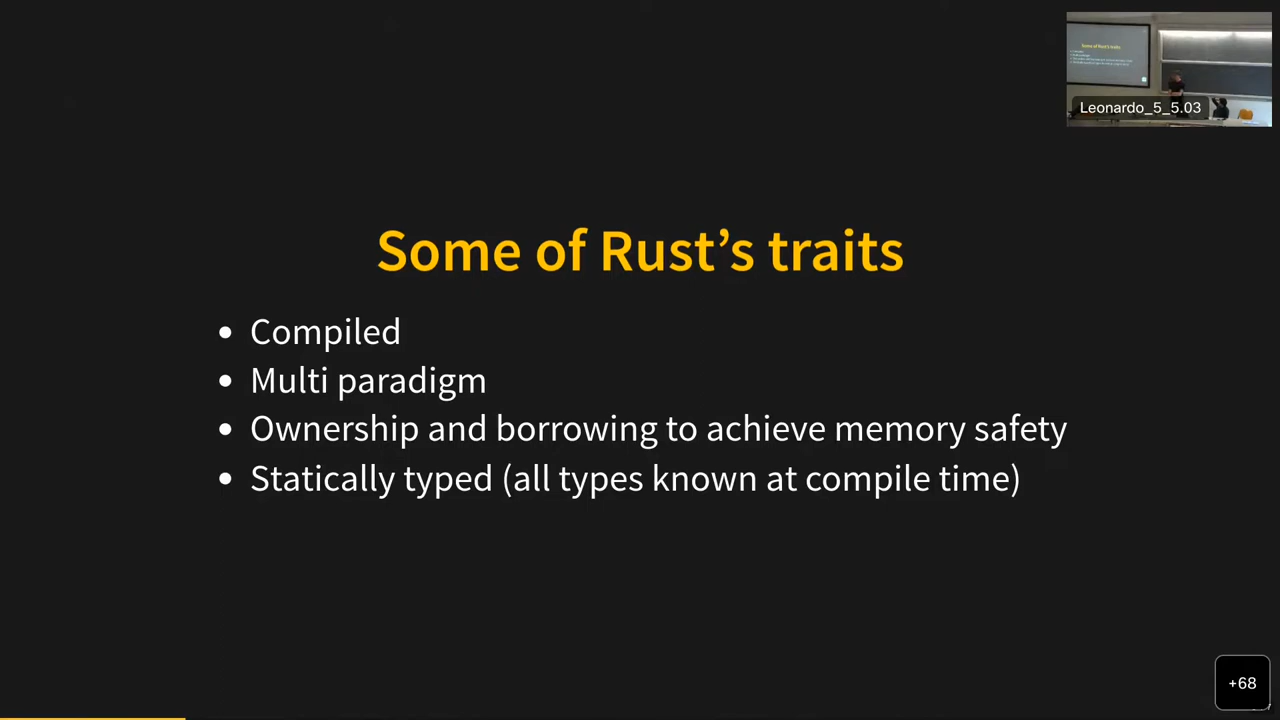 Leonardo_5_5.03
Some of Rust's traits
Compiled
Multi paradigm
Ownership and borrowing to achieve memory safety
Statically typed (all types known at compile time)
+68